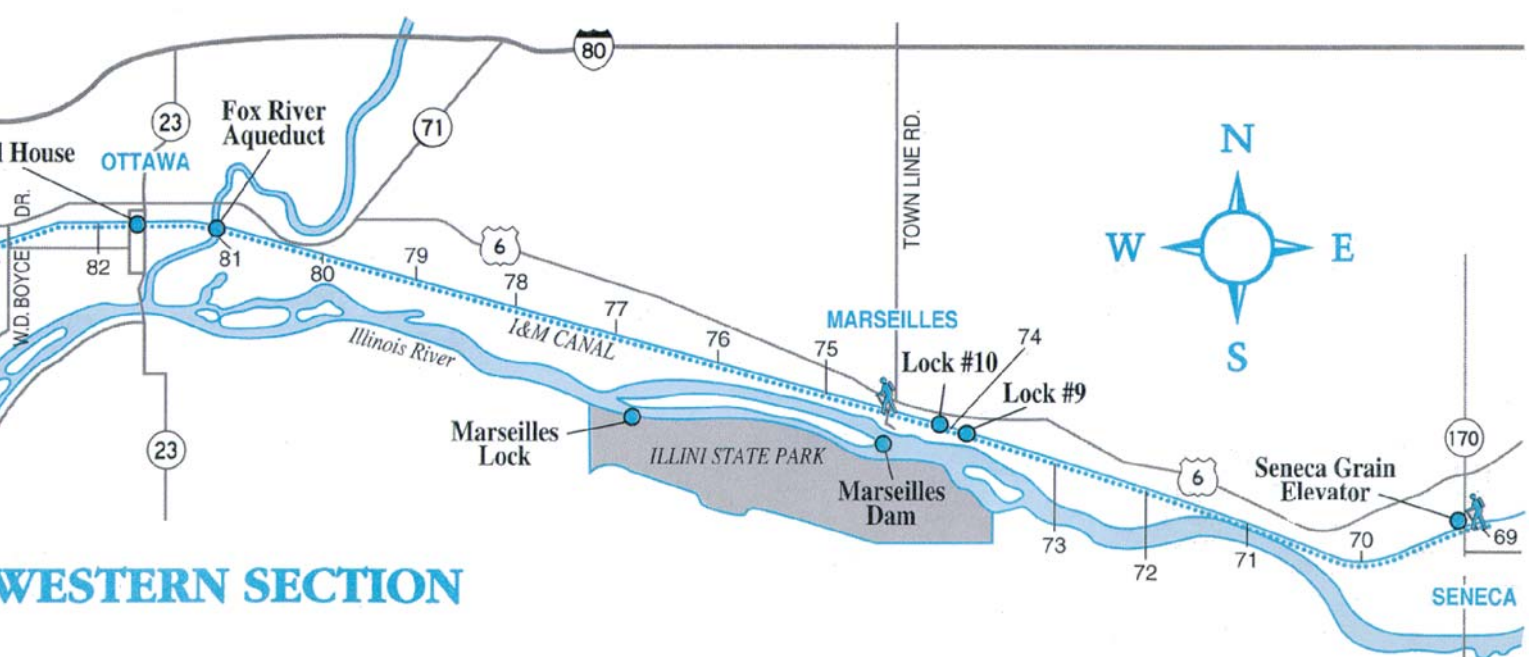 80
23
Fox River
Aqueduct
71
l House
OTTAWA
TOWN LINE RD.
N
W
E
S
W.D. BOYCE DR.
6
82
81
80
79
78
77
76
75
74
I&M CANAL
Illinois River
MARSEILLES
Lock #10
Lock #9
Marseilles
Lock
ILLINI STATE PARK
Marseilles
Dam
23
170
6
Seneca Grain
Elevator
73
72
71
70
69
WESTERN SECTION
SENECA